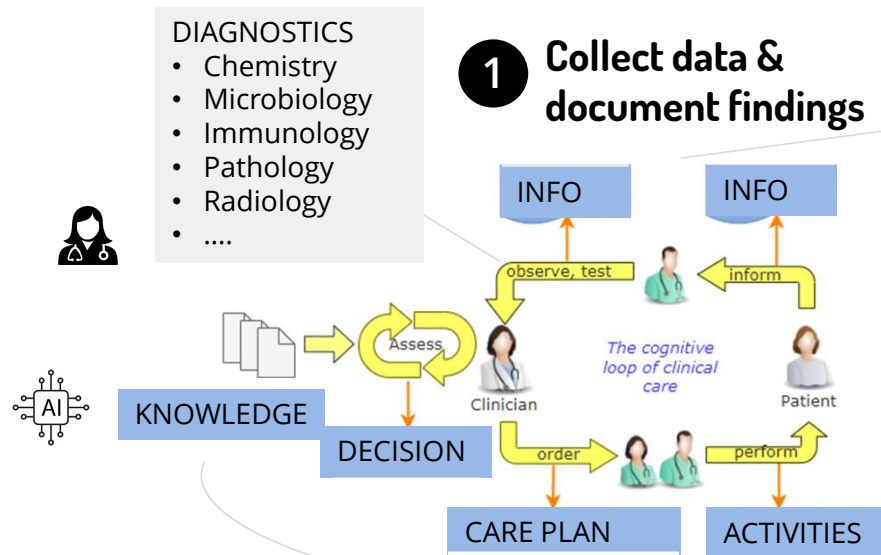 DIAGNOSTICS
• Chemistry
• Microbiology
• Immunology
• Pathology
• Radiology
• ....
1
Collect data &
document findings
INFO
INFO
observe, test
inform
Assess
The cognitive
loop of clinical
care
Clinician
Patient
AI
KNOWLEDGE
DECISION
order
perform
CARE PLAN
ACTIVITIES